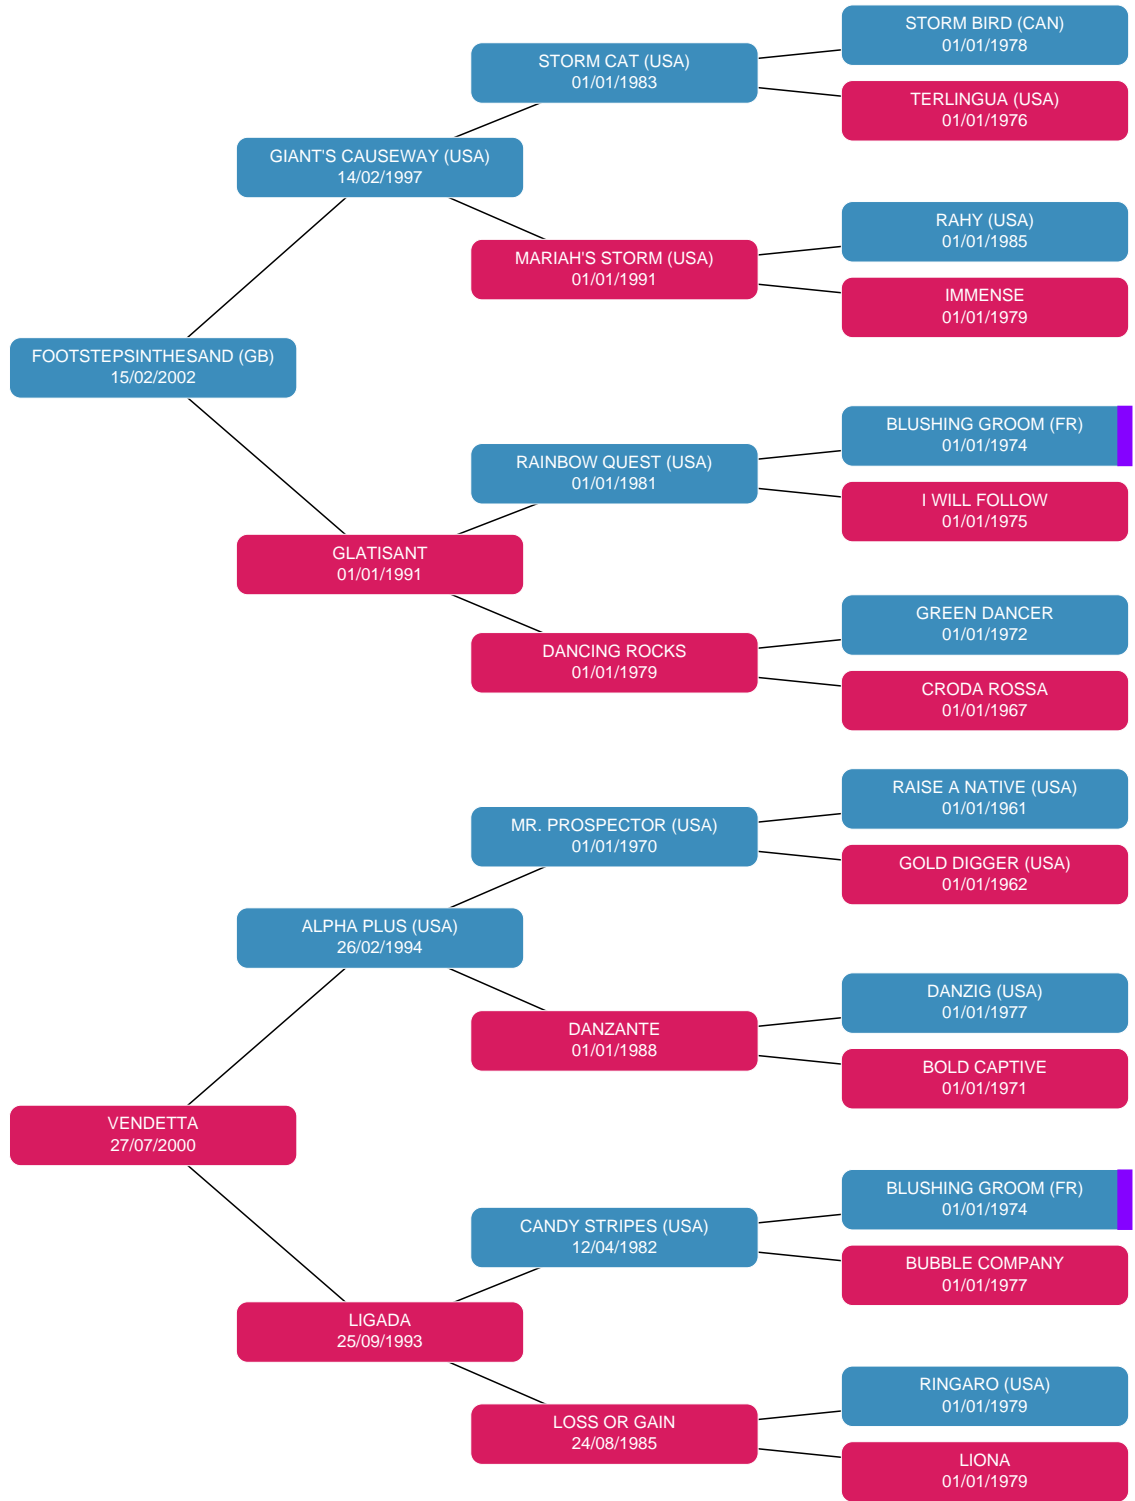 STORM BIRD (CAN)
01/01/1978
STORM CAT (USA)
01/01/1983
TERLINGUA (USA)
01/01/1976
GIANT'S CAUSEWAY (USA)
14/02/1997
RAHY (USA)
01/01/1985
MARIAH'S STORM (USA)
01/01/1991
IMMENSE
01/01/1979
FOOTSTEPSINTHESAND (GB)
15/02/2002
BLUSHING GROOM (FR)
01/01/1974
RAINBOW QUEST (USA)
01/01/1981
I WILL FOLLOW
01/01/1975
GLATISANT
01/01/1991
GREEN DANCER
01/01/1972
DANCING ROCKS
01/01/1979
CRODA ROSSA
01/01/1967
RAISE A NATIVE (USA)
01/01/1961
MR. PROSPECTOR (USA)
01/01/1970
GOLD DIGGER (USA)
01/01/1962
ALPHA PLUS (USA)
26/02/1994
DANZIG (USA)
01/01/1977
DANZANTE
01/01/1988
BOLD CAPTIVE
01/01/1971
VENDETTA
27/07/2000
BLUSHING GROOM (FR)
01/01/1974
CANDY STRIPES (USA)
12/04/1982
BUBBLE COMPANY
01/01/1977
LIGADA
25/09/1993
RINGARO (USA)
01/01/1979
LOSS OR GAIN
24/08/1985
LIONA
01/01/1979